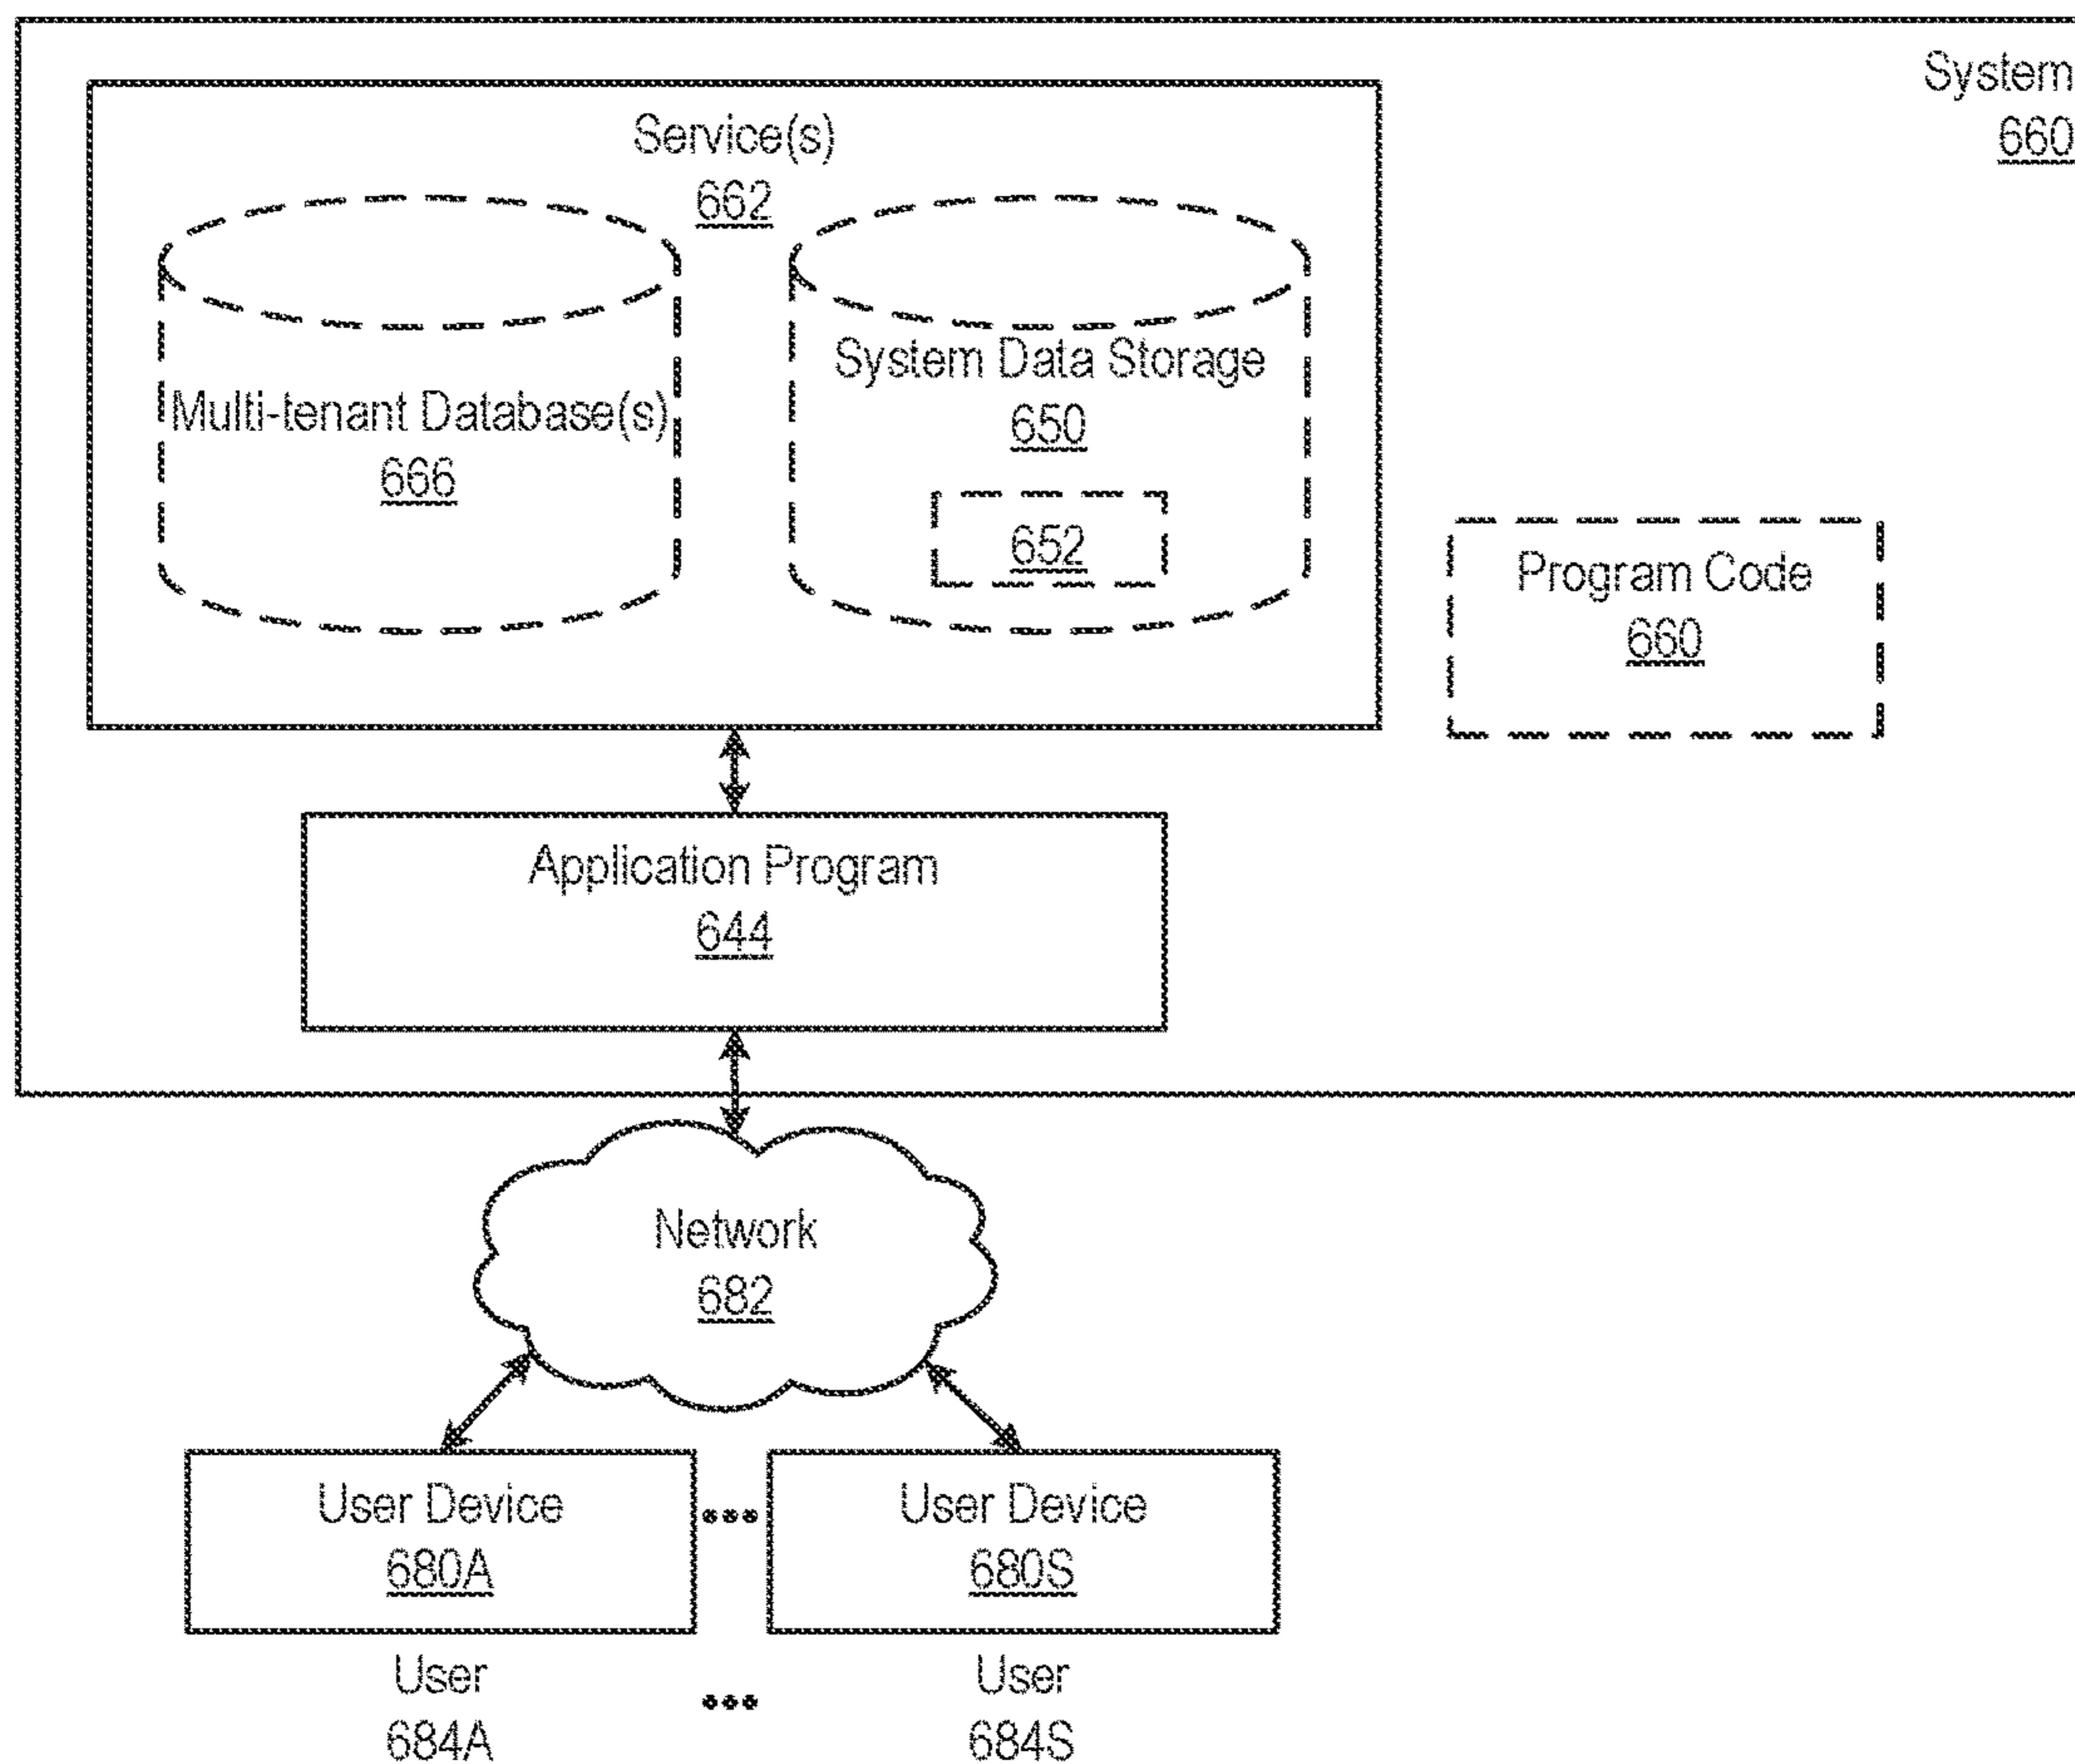 System
660
Service(s)
662
Multi-tenant Database(s)
666
System Data Storage
650
652
Program Code
660
Application Program
644
Network
682
User Device
680A
•••
User Device
680S
User
684A
•••
User
684S